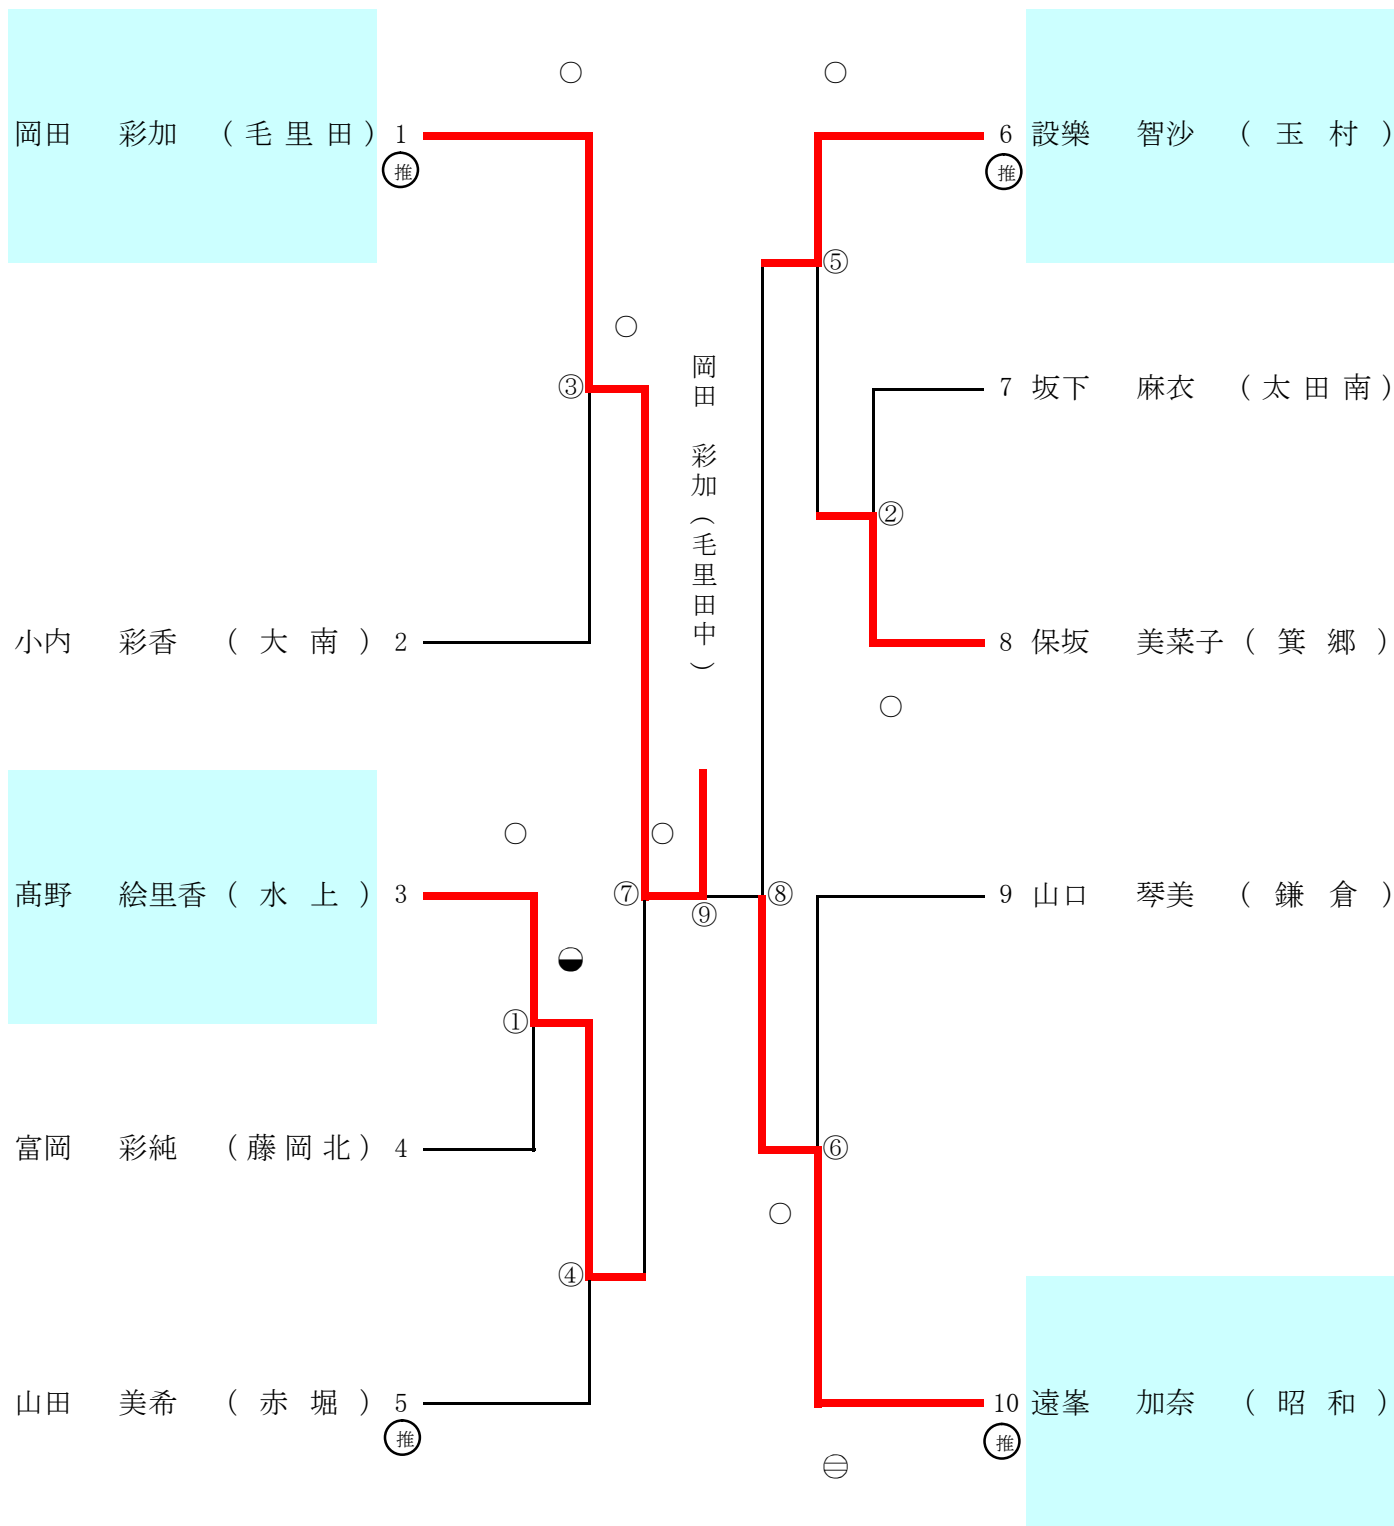 岡田 彩加 (毛里田) 1
推
小内 彩香 (大南) 2
髙野 絵里香 (水上) 3
富岡 彩純 (藤岡北) 4
山田 美希 (赤堀) 5
推
③
①
④
⑦
⑨
岡田 彩加(毛里田中)
⑧
⑤
②
⑥
6 設樂 智沙 (玉村)
推
7 坂下 麻衣 (太田南)
8 保坂 美菜子 (箕郷)
9 山口 琴美 (鎌倉)
10 遠峯 加奈 (昭和)
推